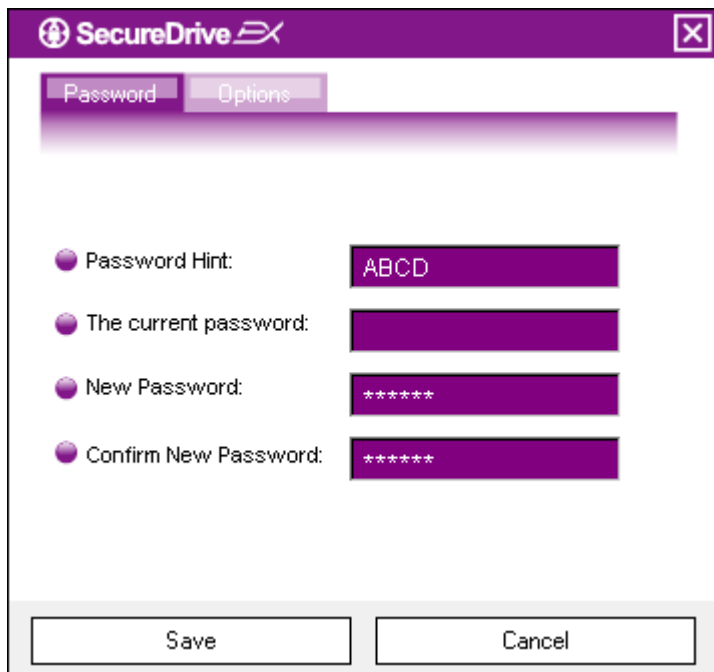 SecureDrive EX
Password Options
Password Hint: ABCD
The current password:
New Password: ******
Confirm New Password: ******
Save Cancel